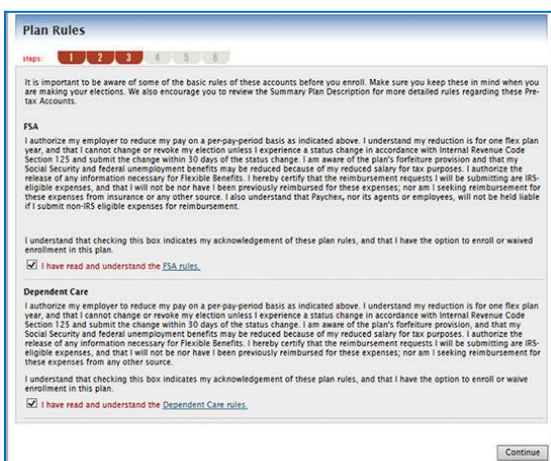 Plan Rules
steps: 1 2 3 4 5 6
It is important to be aware of some of the basic rules of these accounts before you enroll. Make sure you keep these in mind when you
are making your elections. We also encourage you to review the Summary Plan Description for more detailed rules regarding these Pre-
tax Accounts.
FSA
I authorize my employer to reduce my pay on a per-pay-period basis as indicated above. I understand my reduction is for one flex plan
year, and that I cannot change or revoke my election unless I experience a status change in accordance with Internal Revenue Code
Section 125 and submit the change within 30 days of the status change. I am aware of the plan's forfeiture provision and that my
Social Security and federal unemployment benefits may be reduced because of my reduced salary for tax purposes. I authorize the
release of any information necessary for Flexible Benefits. I hereby certify that the reimbursement requests I will be submitting are IRS-
eligible expenses, and that I will not be nor have I been previously reimbursed for these expenses; nor am I seeking reimbursement for
these expenses from insurance or any other source. I also understand that Paychex, nor its agents or employees, will not be held liable
if I submit non-IRS eligible expenses for reimbursement.
I understand that checking this box indicates my acknowledgement of these plan rules, and that I have the option to enroll or waived
enrollment in this plan.
I have read and understand the FSA rules.
Dependent Care
I authorize my employer to reduce my pay on a per-pay-period basis as indicated above. I understand my reduction is for one flex plan
year, and that I cannot change or revoke my election unless I experience a status change in accordance with Internal Revenue Code
Section 125 and submit the change within 30 days of the status change. I am aware of the plan's forfeiture provision, and that my
Social Security and federal unemployment benefits may be reduced because of my reduced salary for tax purposes. I authorize the
release of any information necessary for Flexible Benefits. I hereby certify that the reimbursement requests I will be submitting are IRS-
eligible expenses, and that I will not be nor have I been previously reimbursed for these expenses; nor am I seeking reimbursement for
these expenses from any other source.
I understand that checking this box indicates my acknowledgement of these plan rules, and that I have the option to enroll or waive
enrollment in this plan.
I have read and understand the Dependent Care rules.
Continue